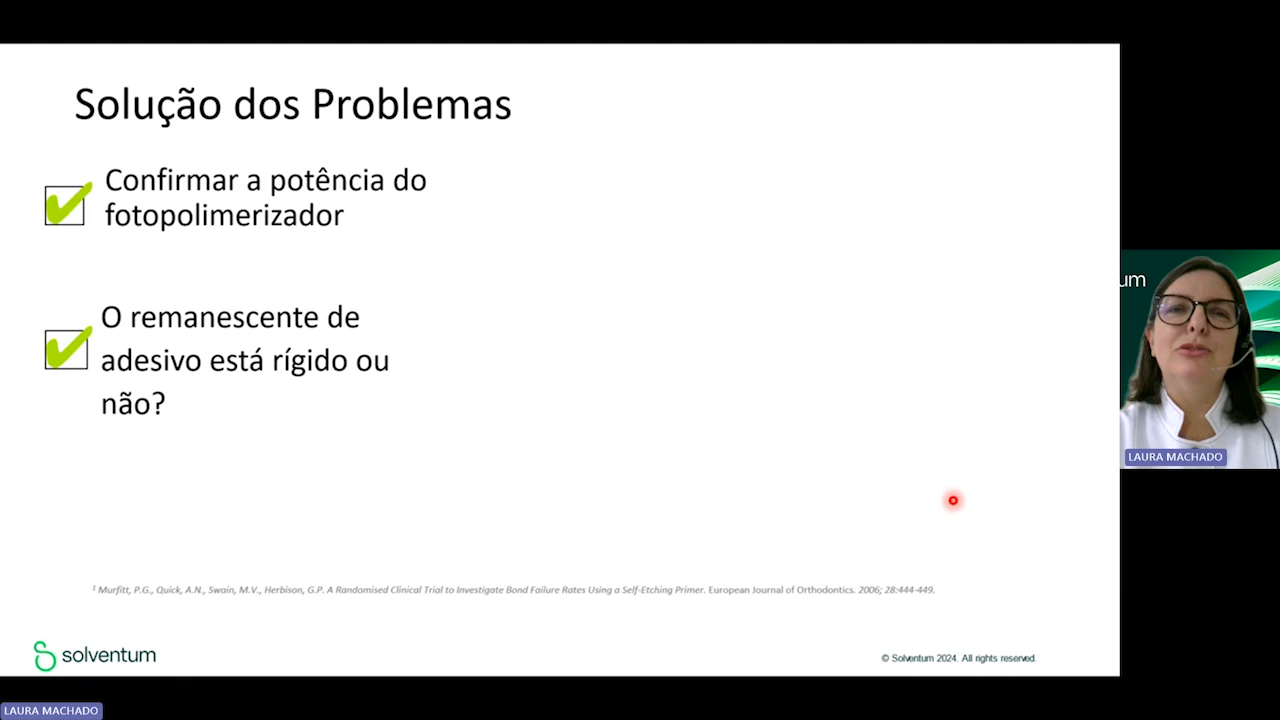 Solução dos Problemas
Confirmar a potência do
fotopolimerizador
O remanescente de
adesivo está rígido ou
não?
1 Murfitt, P.G., Quick, A.N., Swain, M.V., Herbison, G.P. A Randomised Clinical Trial to Investigate Bond Failure Rates Using a Self-Etching Primer. European Journal of Orthodontics. 2006; 28:444-449.
solventum
© Solventum 2024. All rights reserved.
um
LAURA MACHADO
LAURA MACHADO